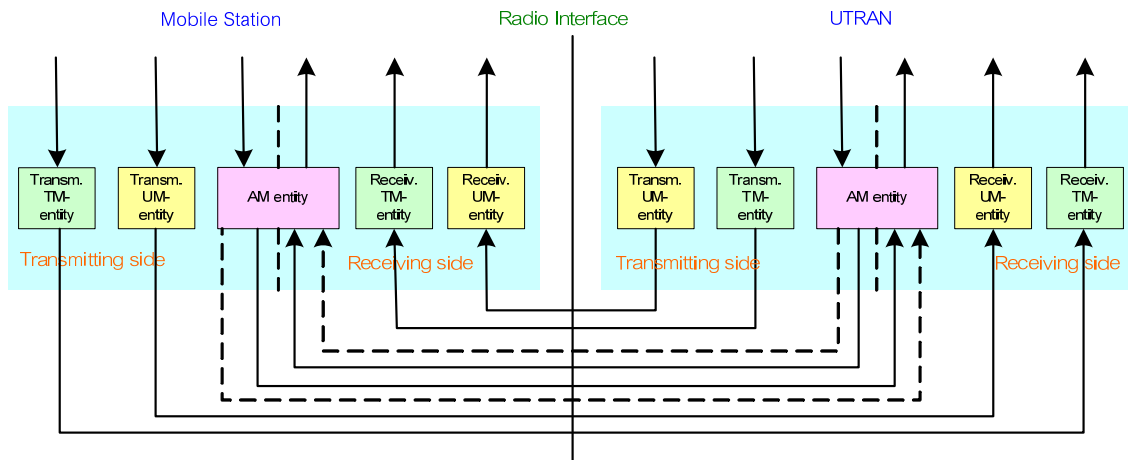 Mobile Station
Radio Interface
UTRAN
Transm.
TM-
entity
Transm.
UM-
entity
AM entity
Receiv.
TM-
entity
Receiv.
UM-
entity
Transm.
UM-
entity
Transm.
TM-
entity
AM entity
Receiv.
UM-
entity
Receiv.
TM-
entity
Transmitting side
Receiving side
Transmitting side
Receiving side